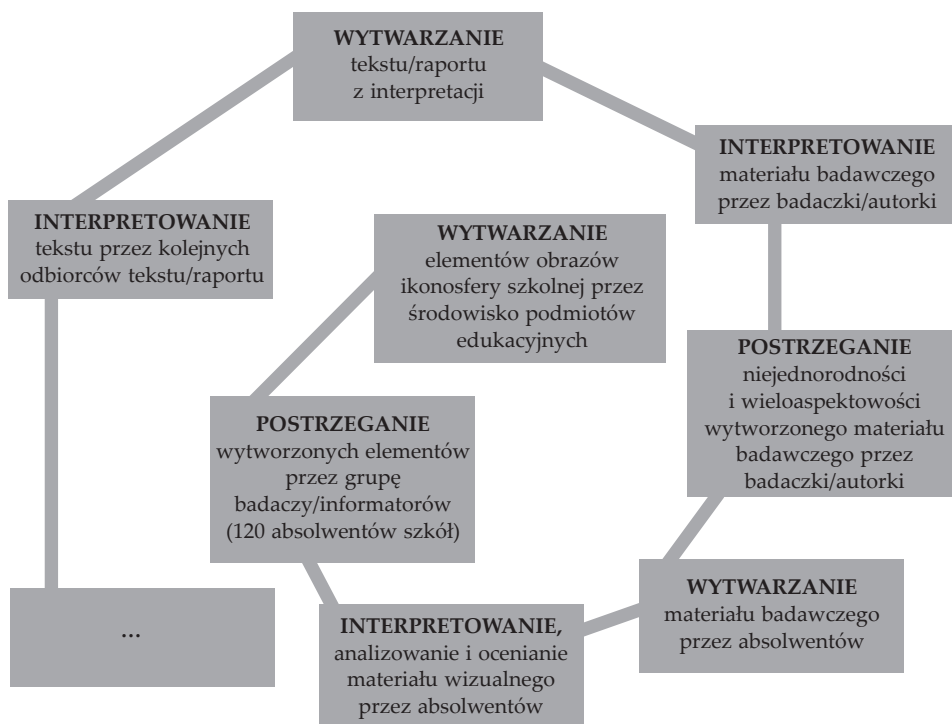 WYTWARZANIE
tekstu/raportu
z interpretacji
INTERPRETOWANIE
materiału badawczego
przez badaczki/autorki
INTERPRETOWANIE
tekstu przez kolejnych
odbiorców tekstu/raportu
WYTWARZANIE
elementów obrazów
ikonosfery szkolnej przez
środowisko podmiotów
edukacyjnych
POSTRZEGANIE
niejednorodności
i wieloaspektowości
wytworzonego materiału
badawczego przez
badaczki/autorki
POSTRZEGANIE
wytworzonych elementów
przez grupę
badaczy/informatorów
(120 absolwentów szkół)
WYTWARZANIE
materiału badawczego
przez absolwentów
...
INTERPRETOWANIE,
analizowanie i ocenianie
materiału wizualnego
przez absolwentów